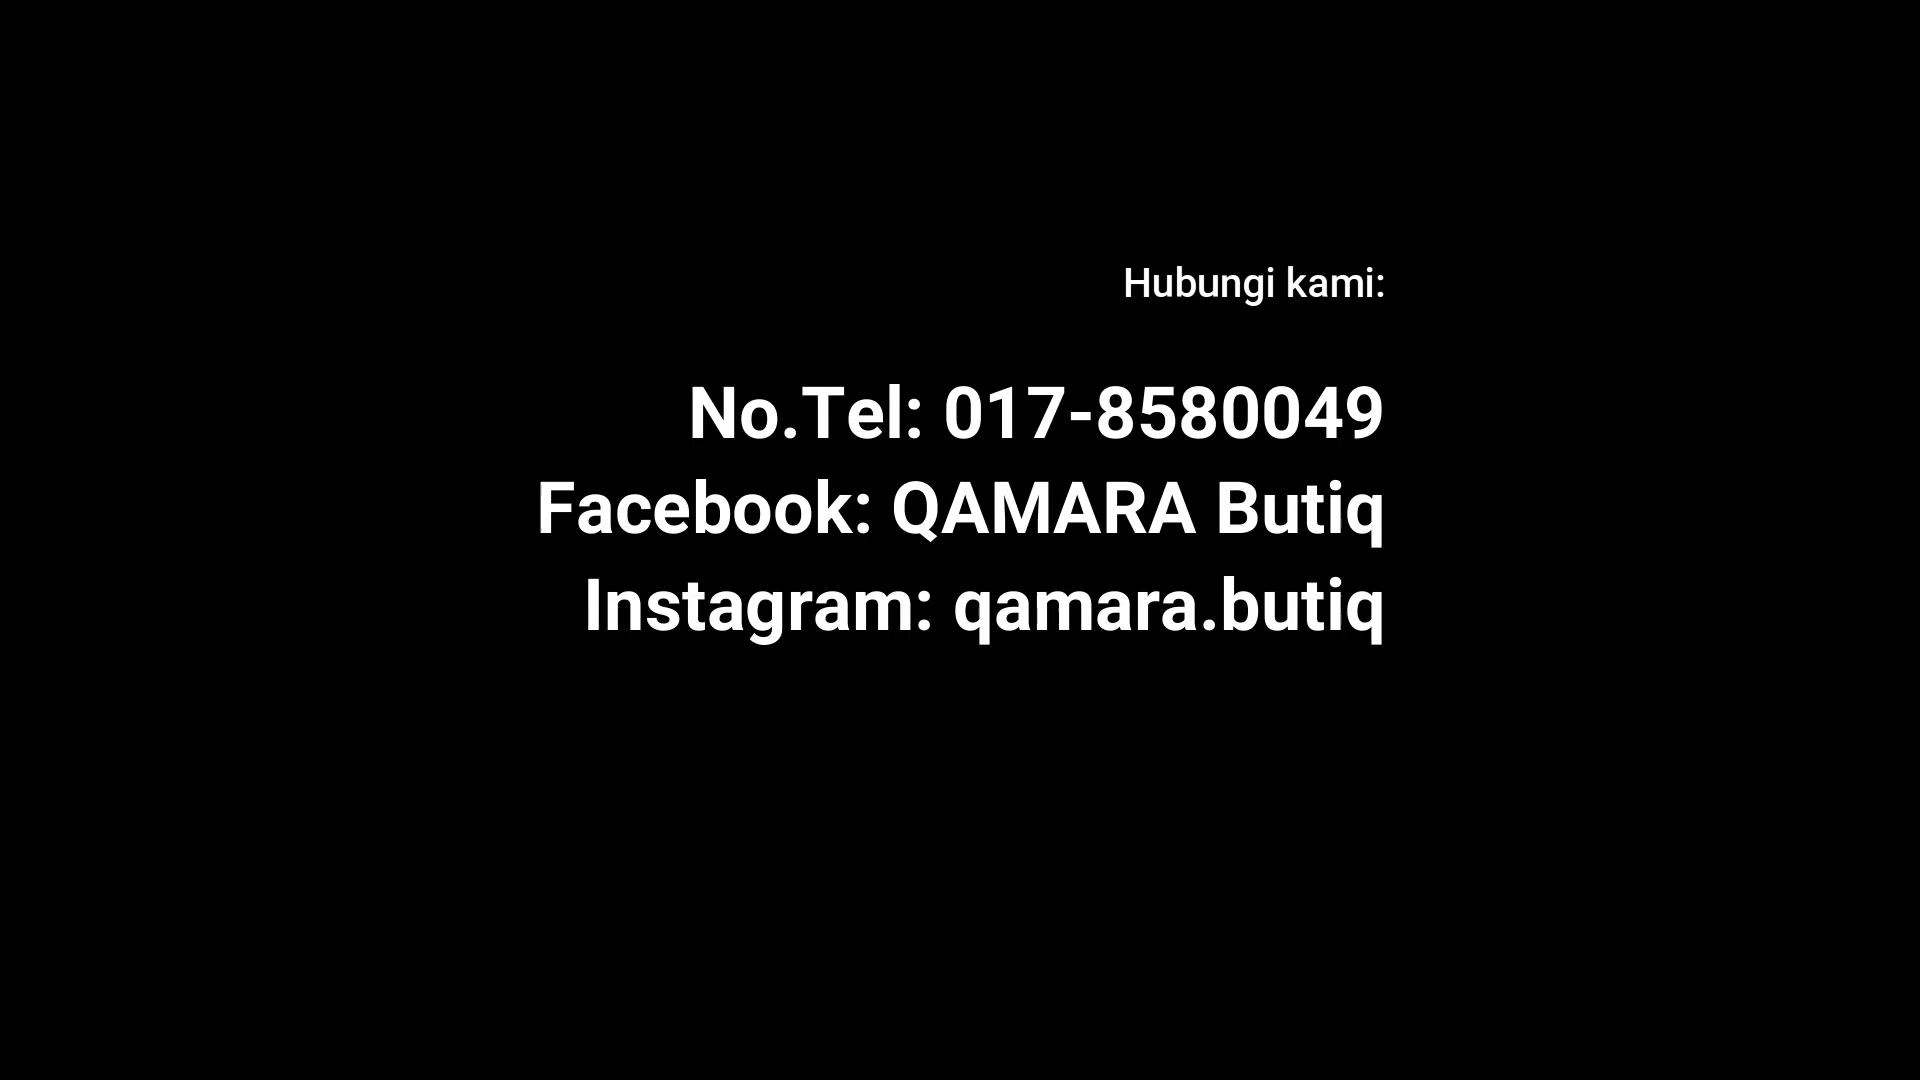 Hubungi kami:
No.Tel: 017-8580049
Facebook: QAMARA Butiq
Instagram: qamara.butiq